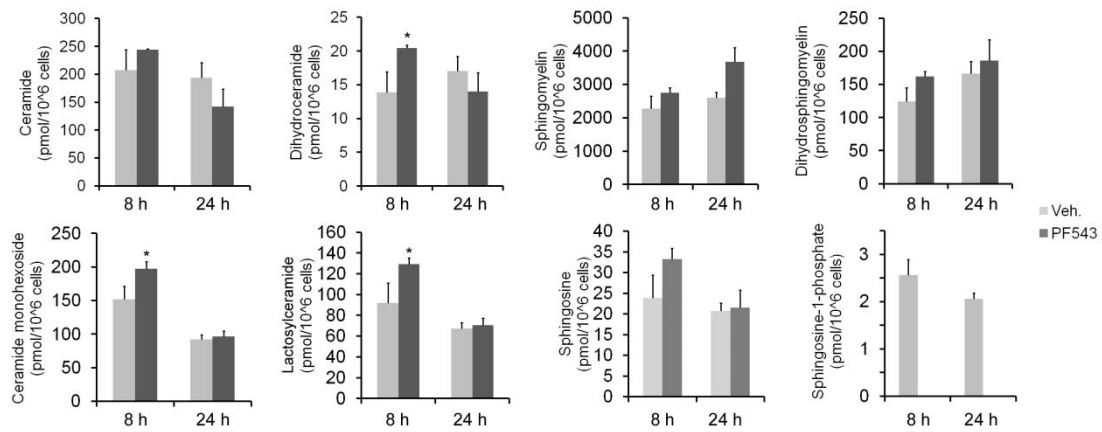 Ceramide
(pmol/10^6 cells)
300
250
200
150
100
50
0
8 h 24 h
Dihydroceramide
(pmol/10^6 cells)
25
20
15
10
5
0
*
8 h 24 h
Sphingomyelin
(pmol/10^6 cells)
5000
4000
3000
2000
1000
0
8 h 24 h
Dihydrosphingomyelin
(pmol/10^6 cells)
250
200
150
100
50
0
8 h 24 h
Ceramide monohexoside
(pmol/10^6 cells)
250
200
150
100
50
0
*
8 h 24 h
Lactosylceramide
(pmol/10^6 cells)
160
140
120
100
80
60
40
20
0
*
8 h 24 h
Sphingosine
(pmol/10^6 cells)
40
35
30
25
20
15
10
5
0
8 h 24 h
Sphingosine-1-phosphate
(pmol/10^6 cells)
3
2
1
0
8 h 24 h
Veh.
PF543